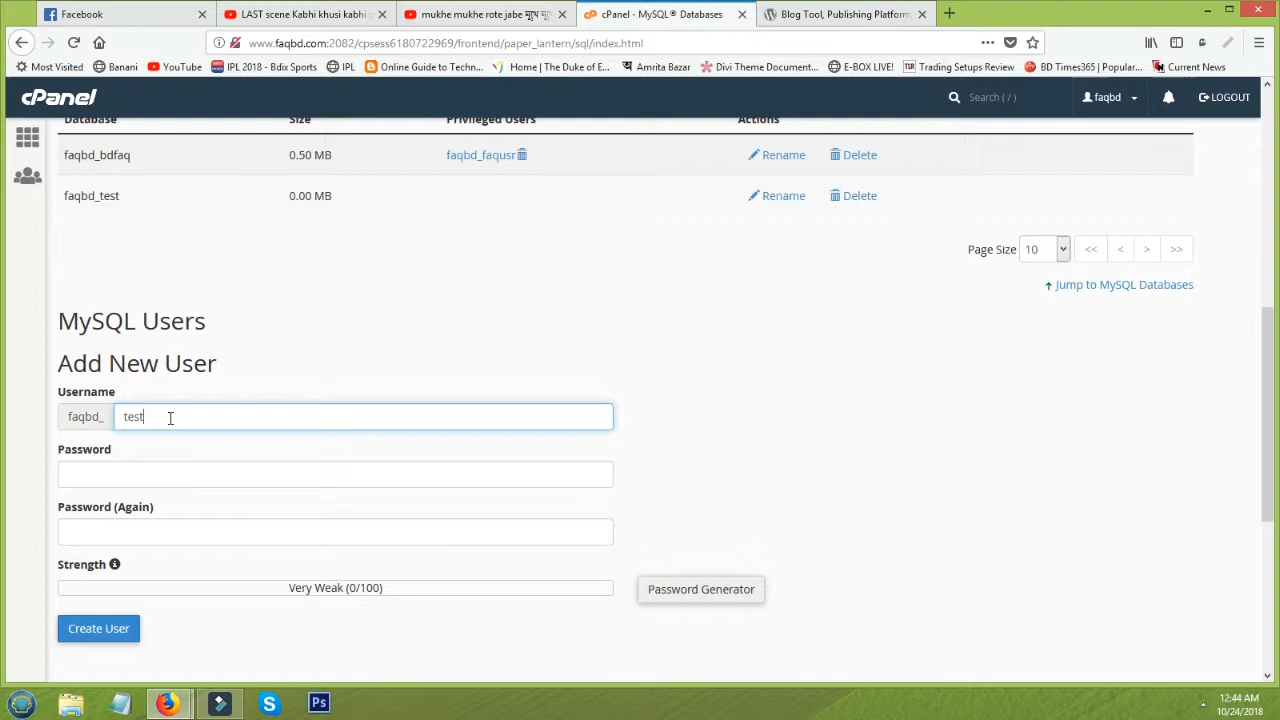 Facebook
LAST scene Kabhi khusi kabhi g
mukhe mukhe rote jabe মুখে
cPanel - MySQL® Databases
Blog Tool, Publishing Platform,
www.faqbd.com:2082/cpsess6180722969/frontend/paper_lantern/sql/index.html
Most Visited
Banani
YouTube
IPL 2018 - Bdix Sports
IPL
Online Guide to Techn...
Home | The Duke of E...
Amrita Bazar
Divi Theme Document...
E-BOX LIVE!
Trading Setups Review
BD Times365 | Popular...
Current News
cPanel
Search ( / )
faqbd
LOGOUT
Database Size Privileged Users Actions
faqbd_bdfaq 0.50 MB faqbd_faqusr Rename Delete
faqbd_test 0.00 MB Rename Delete
Page Size 10 << < > >>
Jump to MySQL Databases
MySQL Users
Add New User
Username
faqbd_ test
Password
Password (Again)
Strength
Very Weak (0/100)
Password Generator
Create User
12:44 AM
10/24/2018